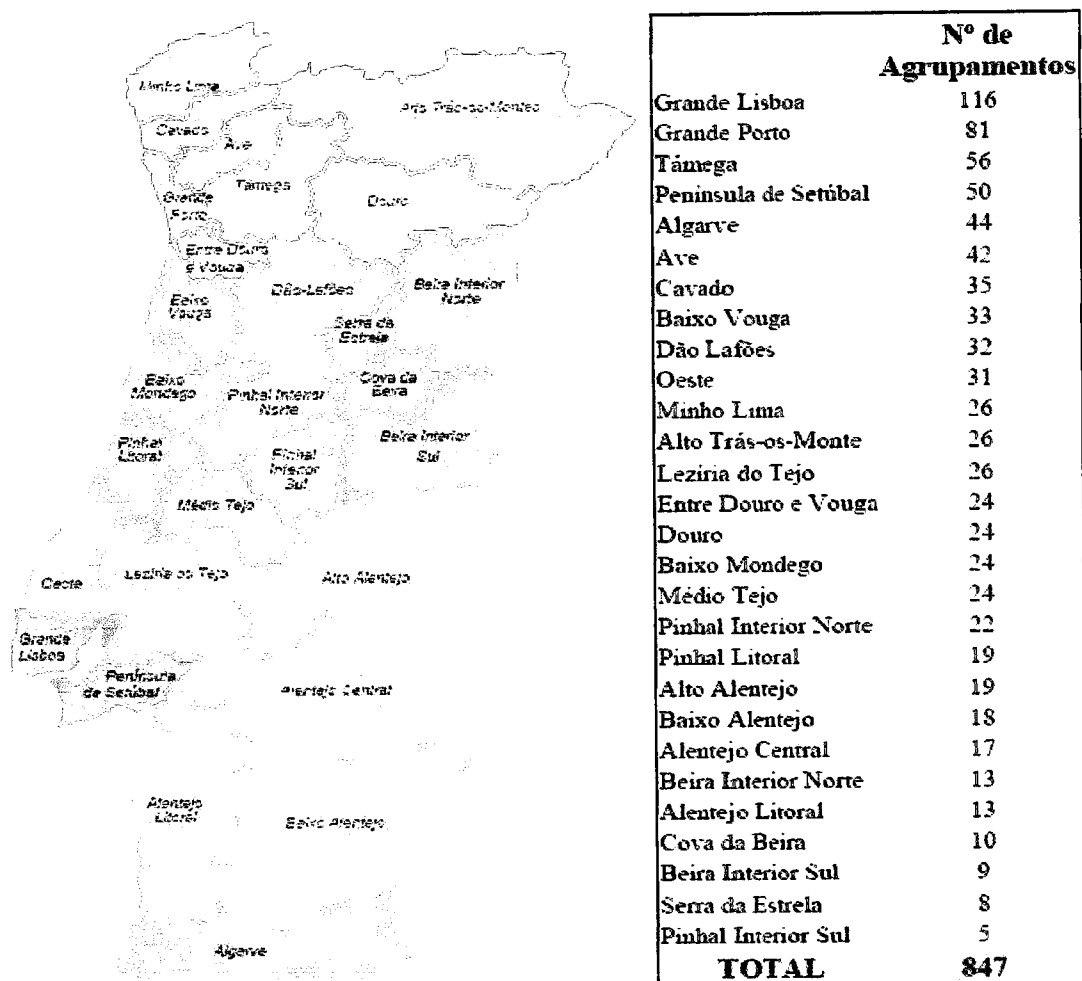 Minho Lima
Alto Trás-os-Montes
Cavado
Ave
Tâmega
Grande
Porto
Douro
Entre Douro
e Vouza
Baixo
Vouga
Dão-Lafões
Beira Interior
Norte
Serra da
Estrela
Baixo
Mondego
Pinhal Interior
Norte
Cova da
Beira
Pinhal
Litoral
Pinhal
Interior
Sul
Beira Interior
Sul
Médio Tejo
Oeste
Lezíria do Tejo
Alto Alentejo
Grande
Lisboa
Península
de Setúbal
Alentejo Central
Alentejo
Litoral
Baixo Alentejo
Algarve
Nº de
Agrupamentos
Grande Lisboa 116
Grande Porto 81
Támega 56
Peninsula de Setúbal 50
Algarve 44
Ave 42
Cavado 35
Baixo Vouga 33
Dão Lafões 32
Oeste 31
Minho Lima 26
Alto Trás-os-Monte 26
Lezíria do Tejo 26
Entre Douro e Vouga 24
Douro 24
Baixo Mondego 24
Médio Tejo 24
Pinhal Interior Norte 22
Pinhal Litoral 19
Alto Alentejo 19
Baixo Alentejo 18
Alentejo Central 17
Beira Interior Norte 13
Alentejo Litoral 13
Cova da Beira 10
Beira Interior Sul 9
Serra da Estrela 8
Pinhal Interior Sul 5
TOTAL 847